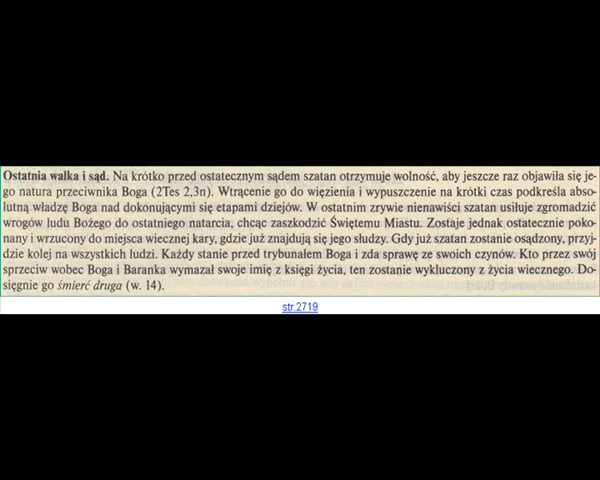 Ostatnia walka i sąd. Na krótko przed ostatecznym sądem szatan otrzymuje wolność, aby jeszcze raz objawiła się je-
go natura przeciwnika Boga (2Tes 2,3n). Wtrącenie go do więzienia i wypuszczenie na krótki czas podkreśla abso-
lutną władzę Boga nad dokonującymi się etapami dziejów. W ostatnim zrywie nienawiści szatan usiłuje zgromadzić
wrogów ludu Bożego do ostatniego natarcia, chcąc zaszkodzić Świętemu Miastu. Zostaje jednak ostatecznie poko-
nany i wrzucony do miejsca wiecznej kary, gdzie już znajdują się jego słudzy. Gdy już szatan zostanie osądzony, przyj-
dzie kolej na wszystkich ludzi. Każdy stanie przed trybunałem Boga i zda sprawę ze swoich czynów. Kto przez swój
sprzeciw wobec Boga i Baranka wymazał swoje imię z księgi życia, ten zostanie wykluczony z życia wiecznego. Do-
sięgnie go śmierć druga (w. 14).
str.2719